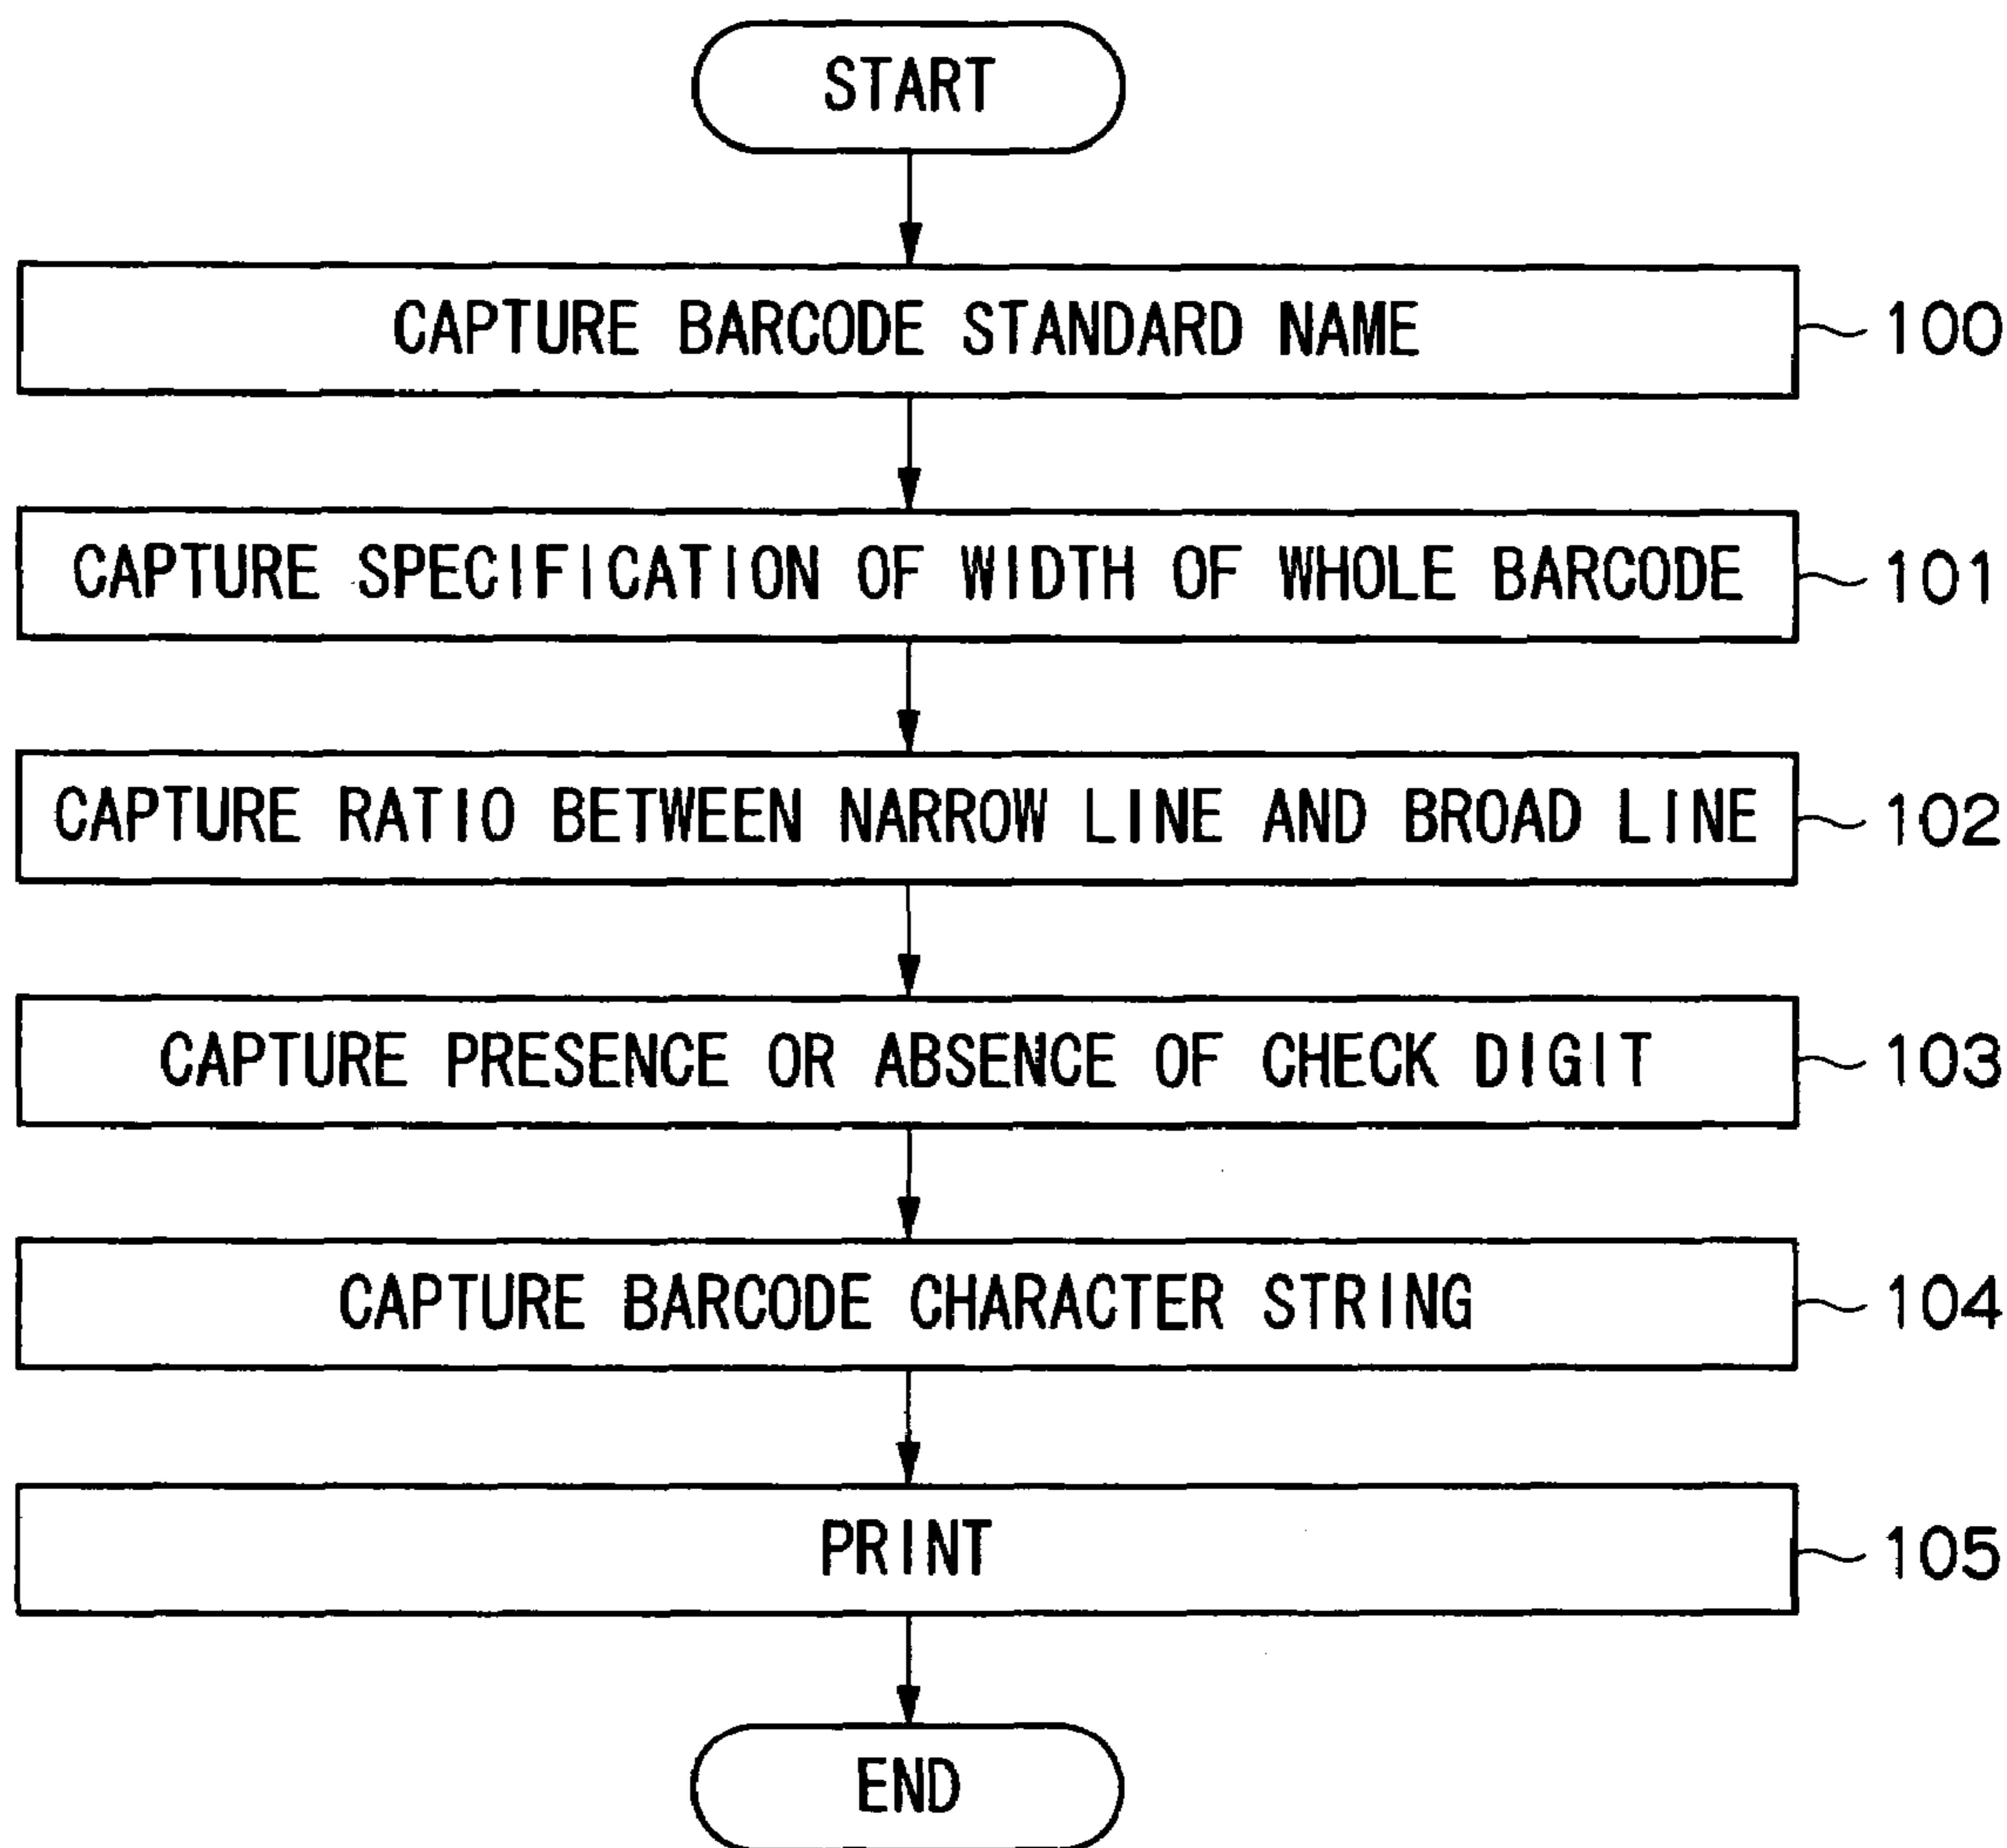 START
CAPTURE BARCODE STANDARD NAME 100
CAPTURE SPECIFICATION OF WIDTH OF WHOLE BARCODE 101
CAPTURE RATIO BETWEEN NARROW LINE AND BROAD LINE 102
CAPTURE PRESENCE OR ABSENCE OF CHECK DIGIT 103
CAPTURE BARCODE CHARACTER STRING 104
PRINT 105
END